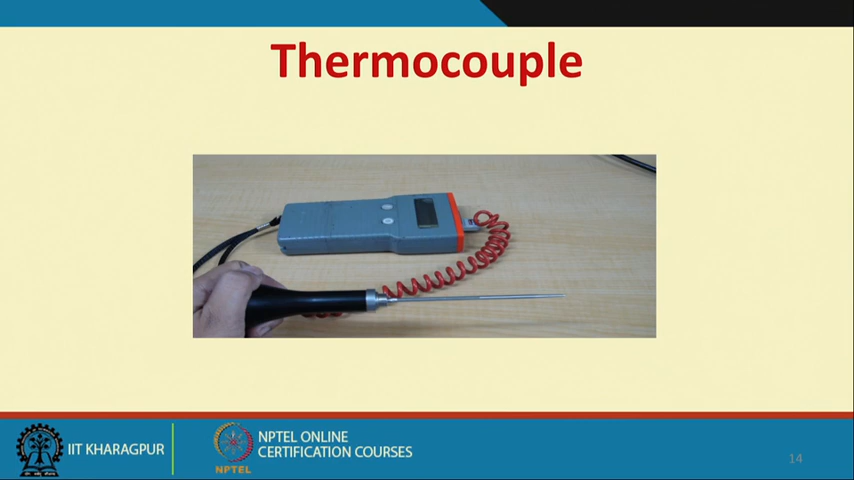 Thermocouple
IIT KHARAGPUR
NPTEL
NPTEL ONLINE
CERTIFICATION COURSES
14